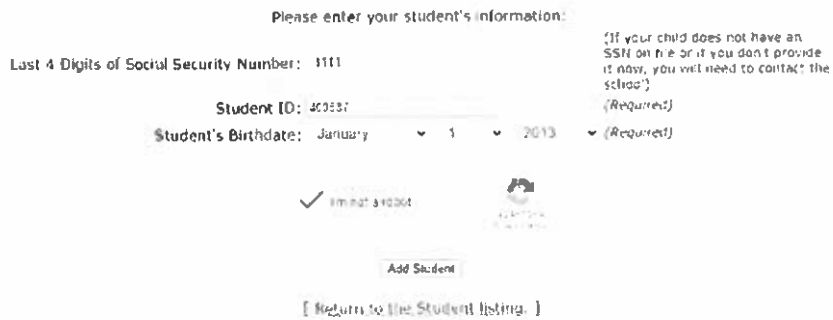 Please enter your student's information:
Last 4 Digits of Social Security Number: 1111 (If your child does not have an
SSN on file or if you don't provide
it now, you will need to contact the
school)
Student ID: (Required)
Student's Birthdate: January 1 2013 (Required)
I'm not a robot
Add Student
[ Return to the Student listing. ]